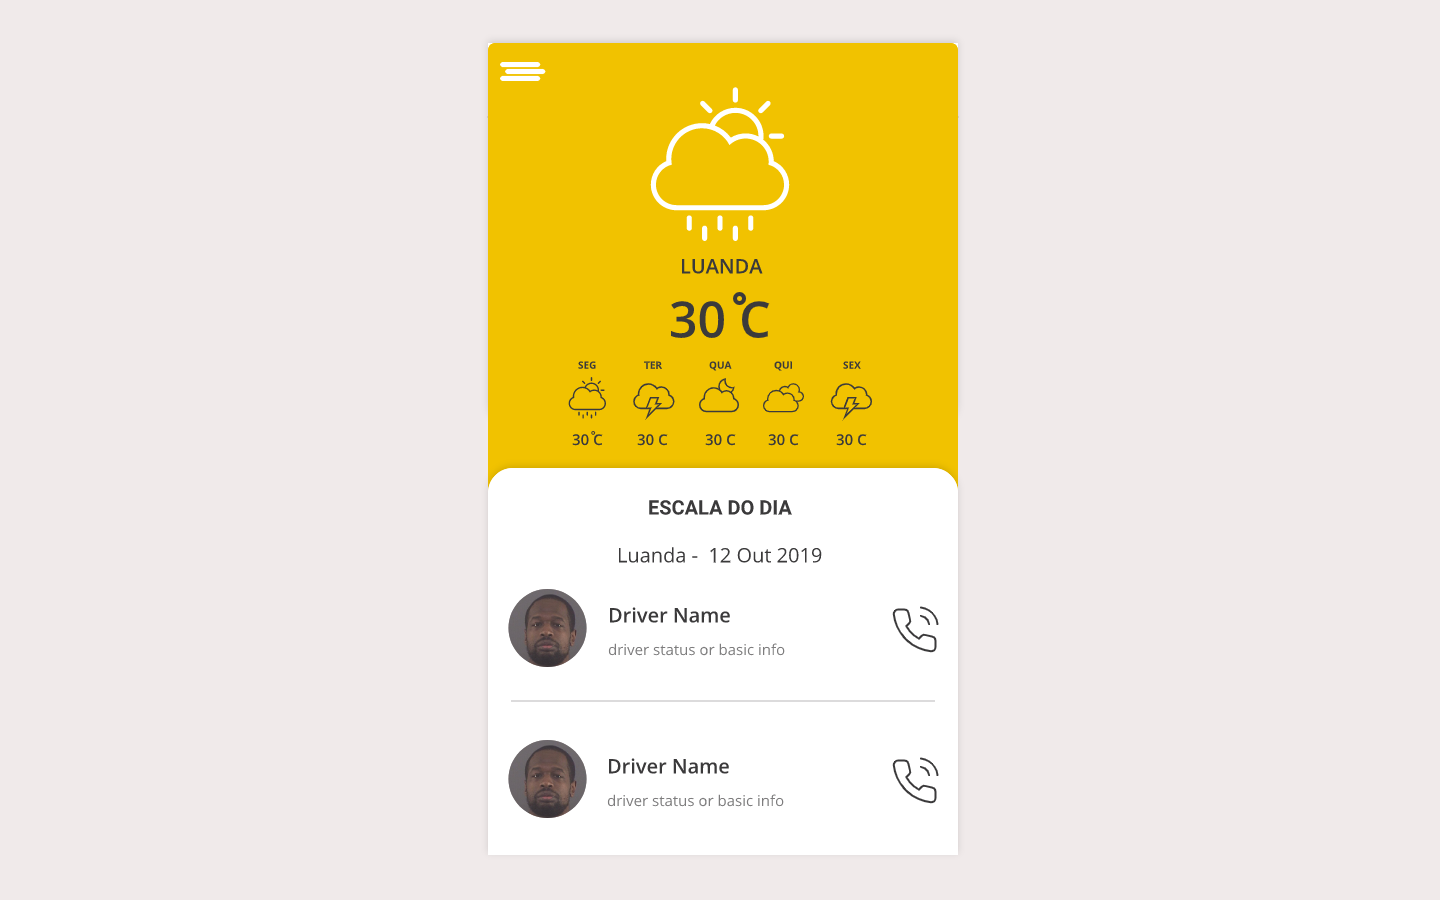 LUANDA
30 °C
SEG TER QUA QUI SEX
30 °C 30 C 30 C 30 C 30 C
ESCALA DO DIA
Luanda - 12 Out 2019
Driver Name
driver status or basic info
Driver Name
driver status or basic info